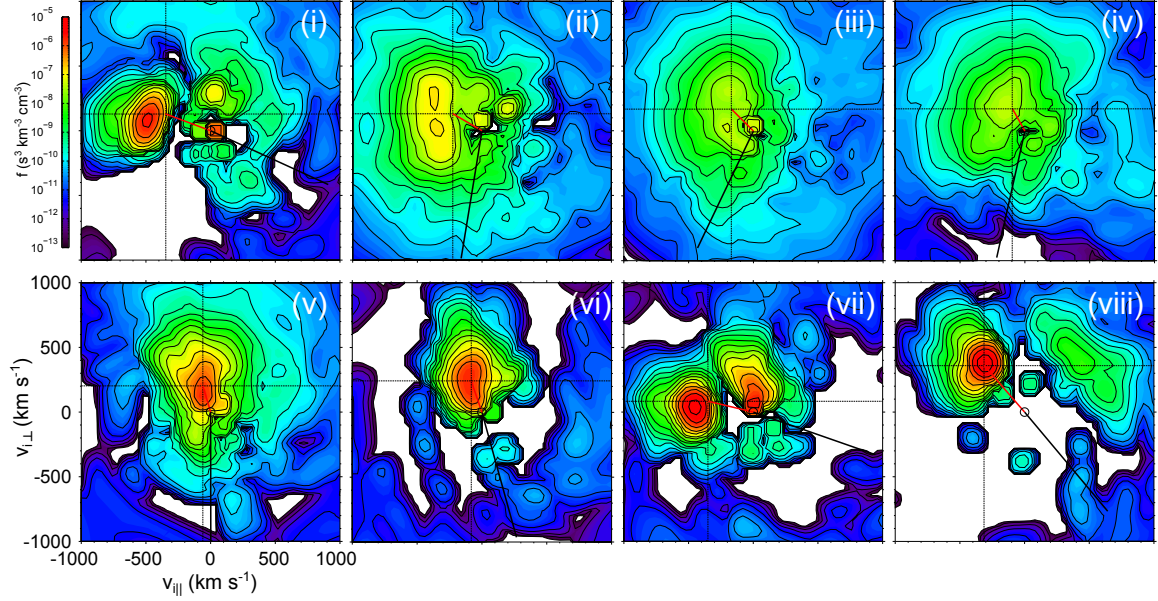 (i)
(ii)
(iii)
(iv)
10⁻⁵
10⁻⁶
10⁻⁷
10⁻⁸
10⁻⁹
10⁻¹⁰
10⁻¹¹
10⁻¹²
10⁻¹³
f (s³ km⁻³ cm⁻³)
(v)
(vi)
(vii)
(viii)
1000
500
0
-500
-1000
v_i⊥ (km s⁻¹)
-1000 -500 0 500 1000
v_i|| (km s⁻¹)